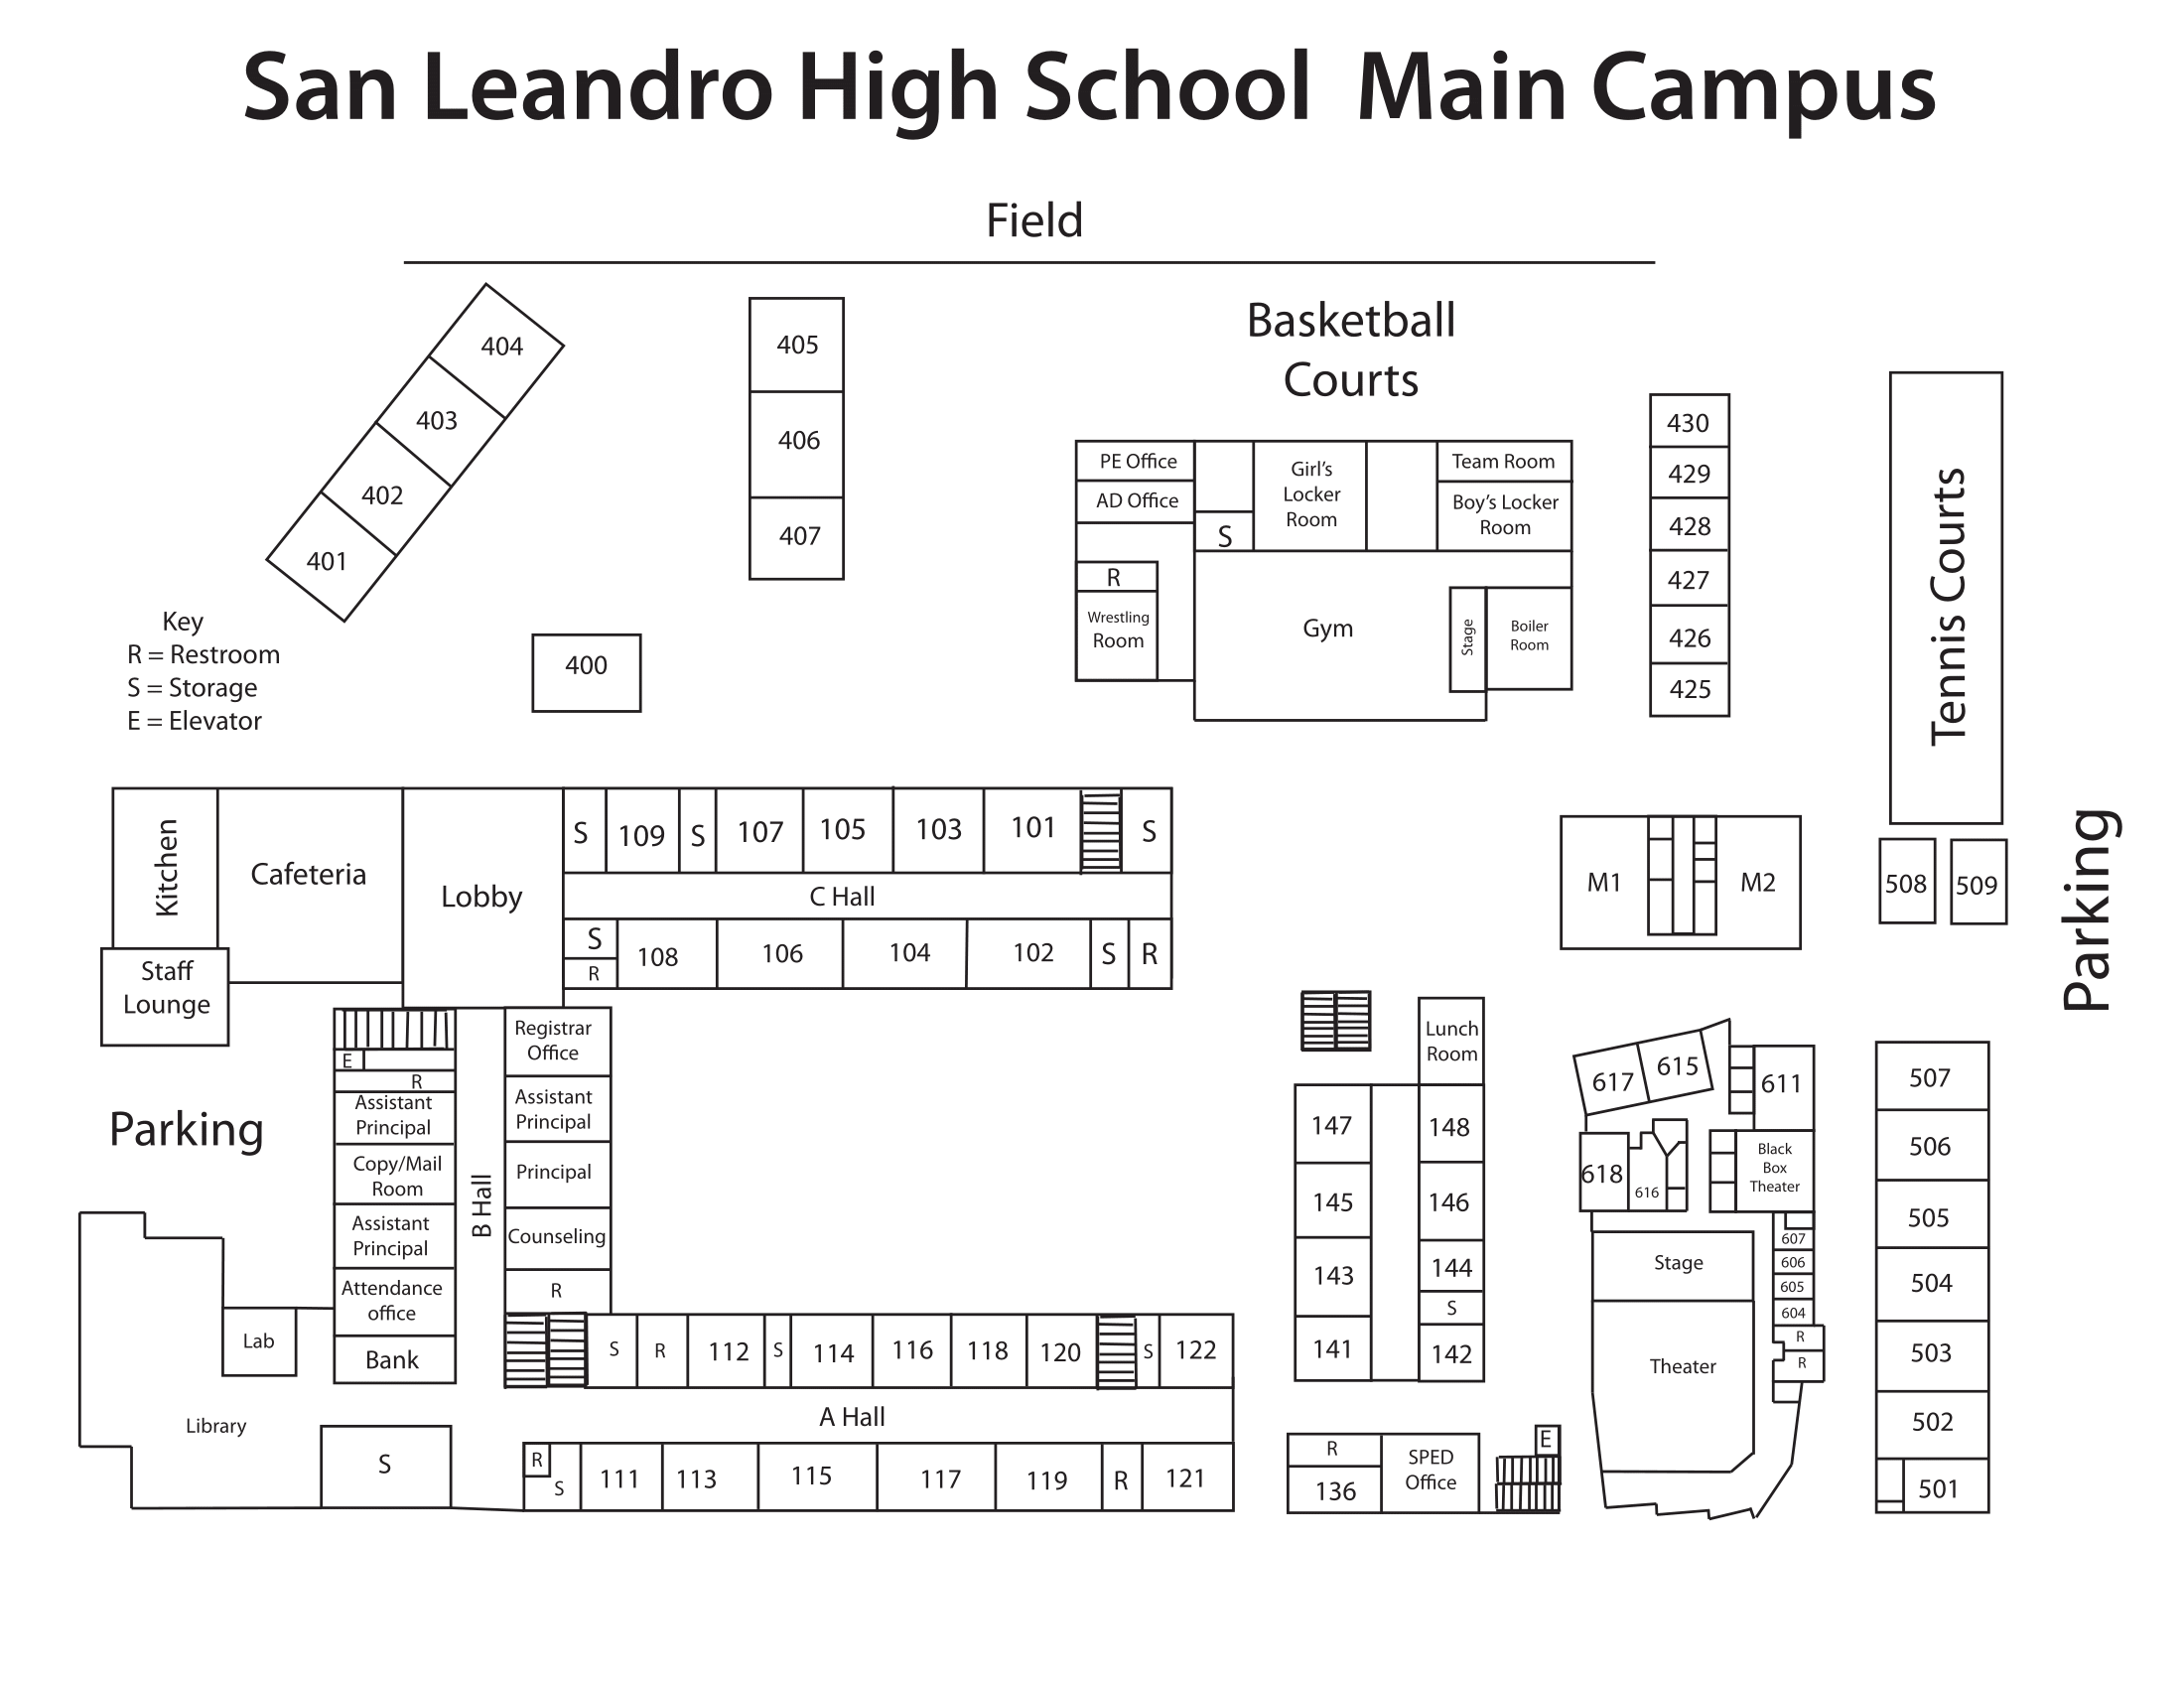 San Leandro High School  Main Campus
Field
404
403
402
401
405
406
407
Basketball
Courts
PE Office
AD Office
S
Girl's
Locker
Room
Team Room
Boy's Locker
Room
R
Wrestling
Room
Gym
Stage
Boiler
Room
430
429
428
427
426
425
Tennis Courts
Key
R = Restroom
S = Storage
E = Elevator
400
Kitchen
Cafeteria
Lobby
Staff
Lounge
S
109
S
107
105
103
101
S
C Hall
S
R
108
106
104
102
S
R
M1
M2
508
509
Parking
Parking
E
R
Assistant
Principal
Copy/Mail
Room
Assistant
Principal
Attendance
office
Bank
B Hall
Registrar
Office
Assistant
Principal
Principal
Counseling
R
Lab
Library
S
S
R
112
S
114
116
118
120
S
122
A Hall
R
S
111
113
115
117
119
R
121
Lunch
Room
147
148
145
146
143
144
S
141
142
R
136
SPED
Office
E
617
615
611
618
616
Black
Box
Theater
607
606
605
604
R
R
Stage
Theater
507
506
505
504
503
502
501